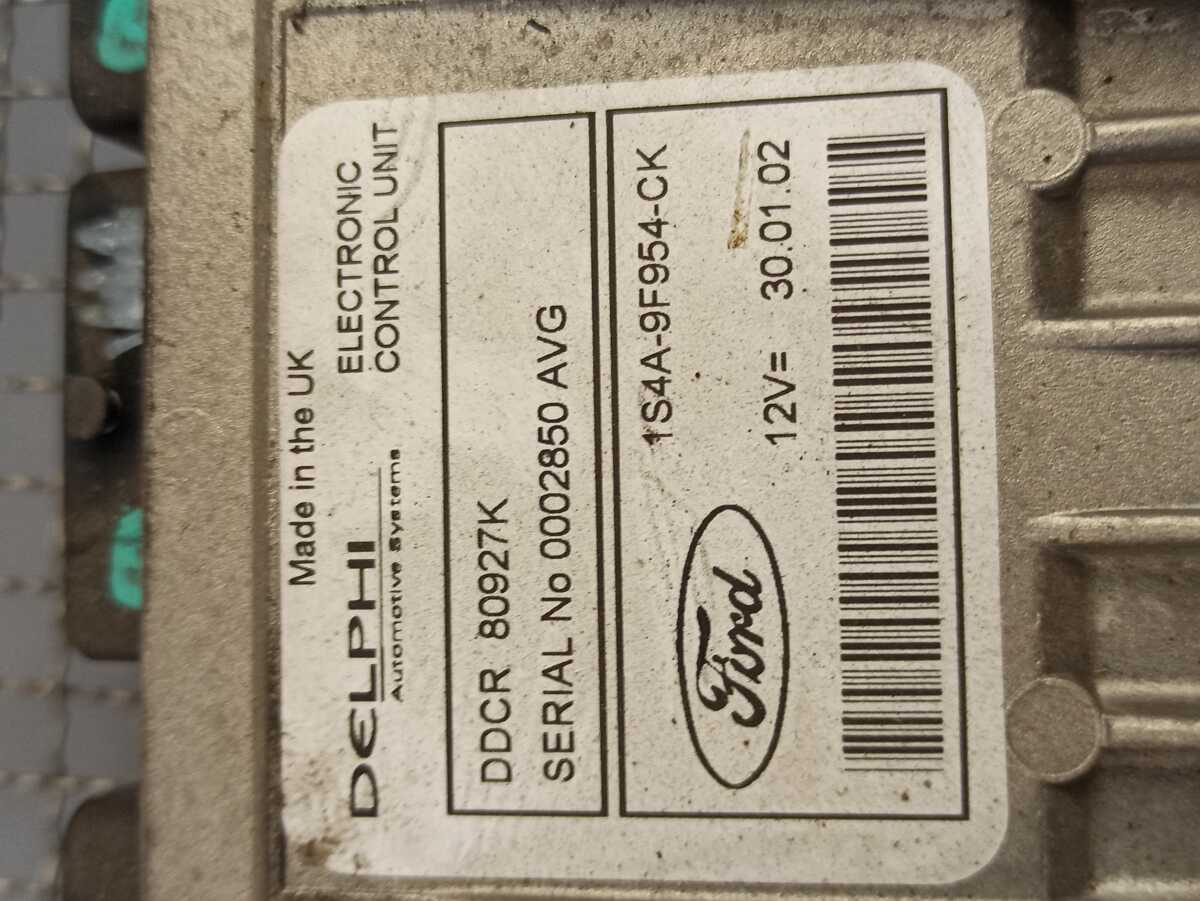 Made in the UK
DELPHI
Automotive Systems
ELECTRONIC
CONTROL UNIT
DDCR 80927K
SERIAL No 0002850 AVG
Ford
1S4A-9F954-CK
12V= 30.01.02